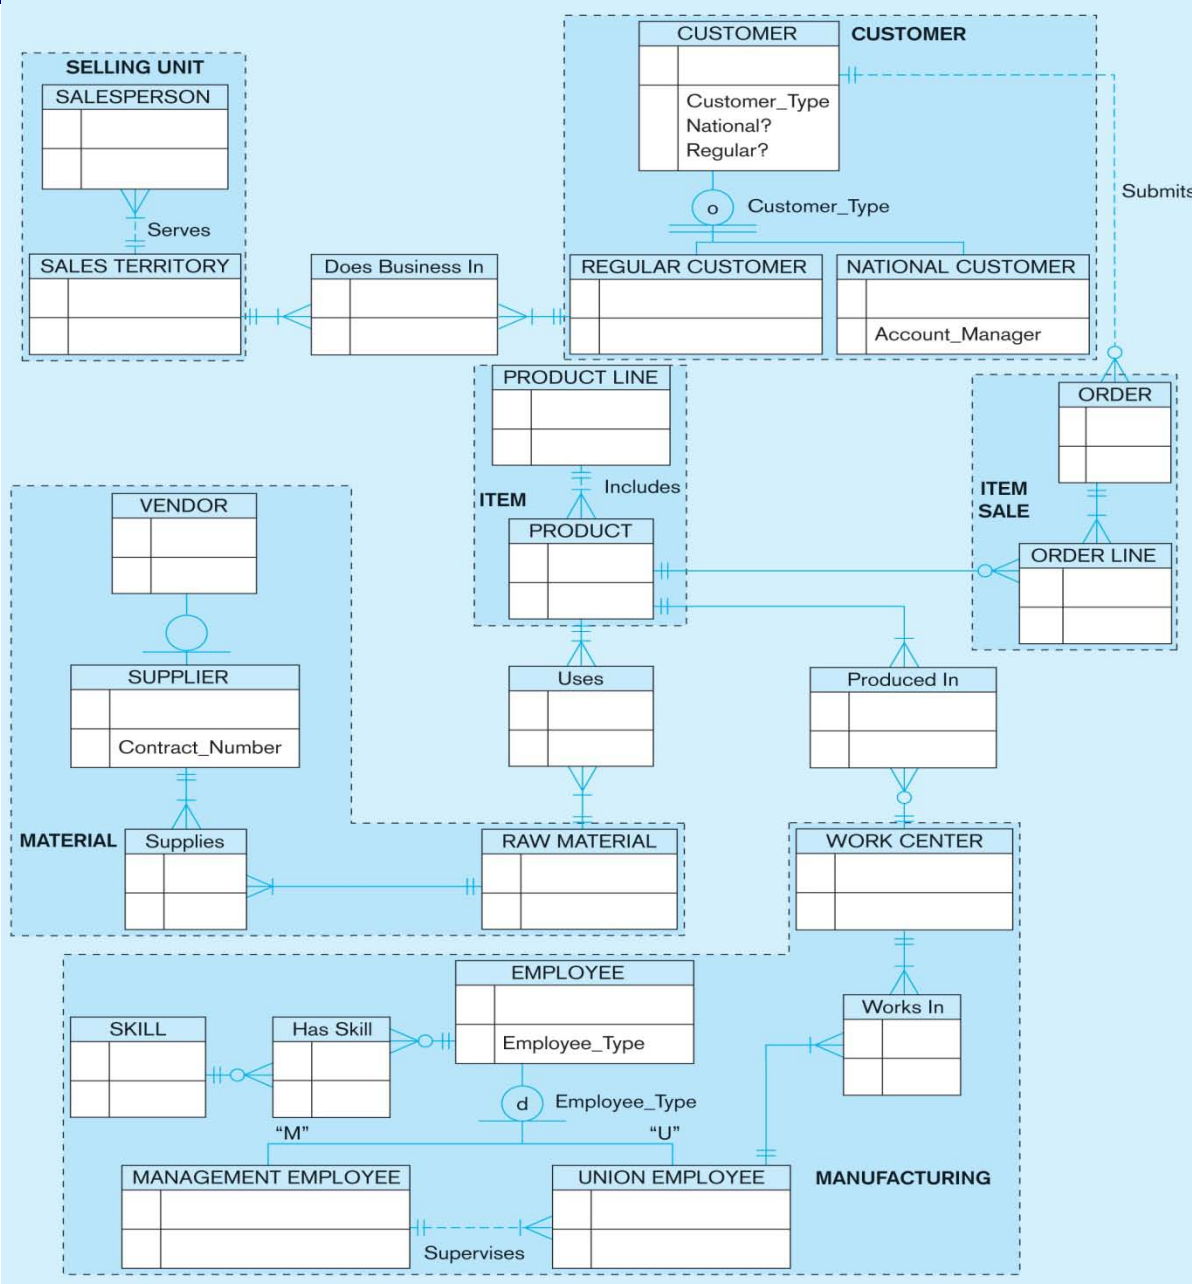 CUSTOMER
CUSTOMER
Customer_Type
National?
Regular?
SELLING UNIT
SALESPERSON
Submits
Serves
o
Customer_Type
SALES TERRITORY
Does Business In
REGULAR CUSTOMER
NATIONAL CUSTOMER
Account_Manager
PRODUCT LINE
ORDER
Includes
ITEM
ITEM
SALE
VENDOR
PRODUCT
ORDER LINE
SUPPLIER
Contract_Number
Uses
Produced In
MATERIAL
Supplies
RAW MATERIAL
WORK CENTER
EMPLOYEE
Employee_Type
Works In
SKILL
Has Skill
d
Employee_Type
“M”
“U”
MANAGEMENT EMPLOYEE
UNION EMPLOYEE
MANUFACTURING
Supervises